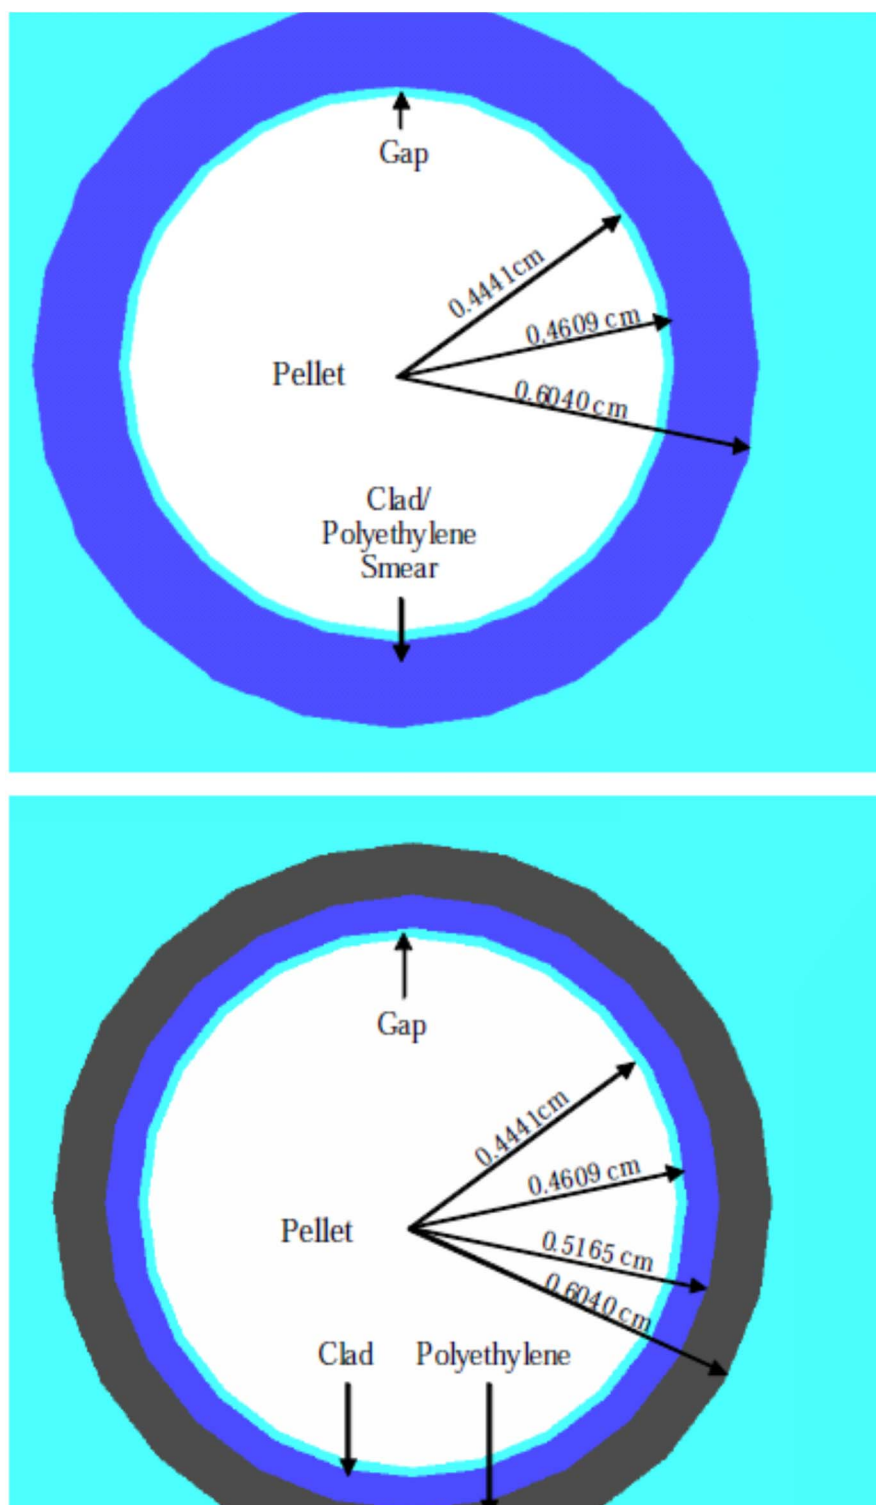 Gap
0.4441cm
0.4609 cm
Pellet
0.6040 cm
Clad/
Polyethylene
Smear
Gap
0.4441cm
0.4609 cm
Pellet
0.5165 cm
0.6040 cm
Clad
Polyethylene